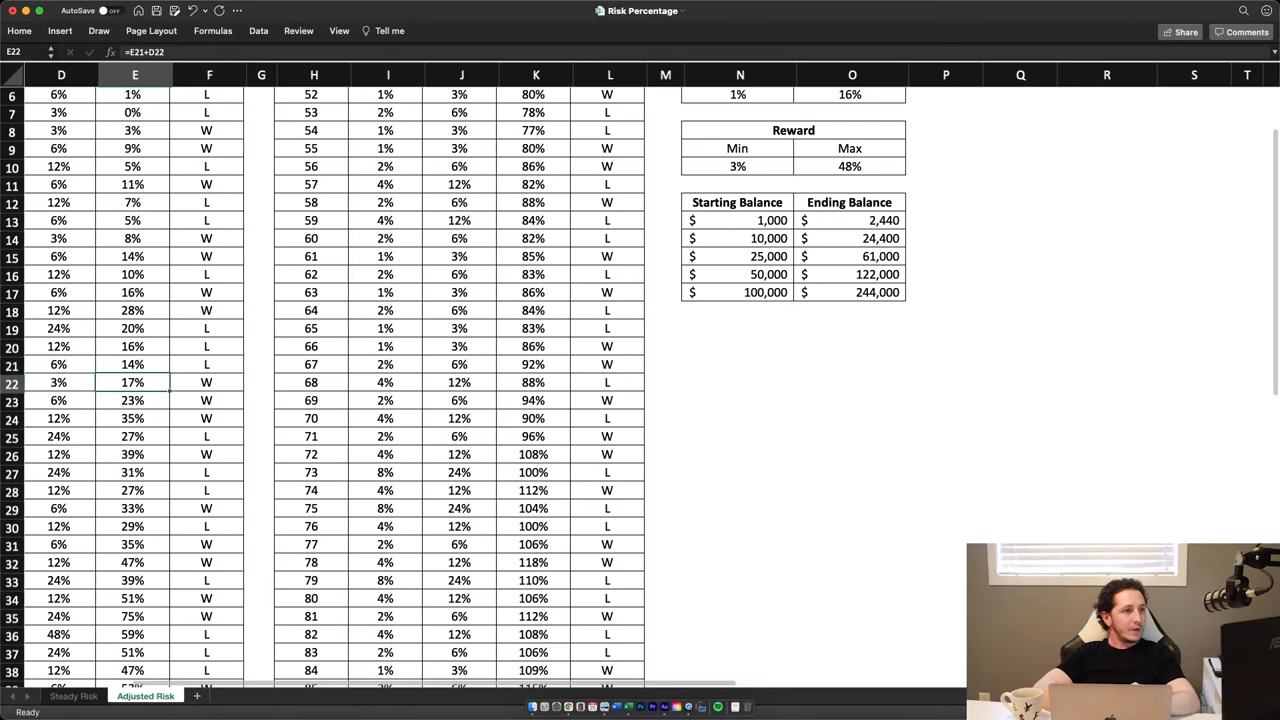 AutoSave OFF
Risk Percentage
Home Insert Draw Page Layout Formulas Data Review View Tell me Share Comments
E22 fx =E21+D22
D E F G H I J K L M N O P Q R S T
6 6% 1% L 52 1% 3% 80% W 1% 16%
7 3% 0% L 53 2% 6% 78% L
8 3% 3% W 54 1% 3% 77% L Reward
9 6% 9% W 55 1% 3% 80% W Min Max
10 12% 5% L 56 2% 6% 86% W 3% 48%
11 6% 11% W 57 4% 12% 82% L
12 12% 7% L 58 2% 6% 88% W Starting Balance Ending Balance
13 6% 5% L 59 4% 12% 84% L $ 1,000 $ 2,440
14 3% 8% W 60 2% 6% 82% L $ 10,000 $ 24,400
15 6% 14% W 61 1% 3% 85% W $ 25,000 $ 61,000
16 12% 10% L 62 2% 6% 83% L $ 50,000 $ 122,000
17 6% 16% W 63 1% 3% 86% W $ 100,000 $ 244,000
18 12% 28% W 64 2% 6% 84% L
19 24% 20% L 65 1% 3% 83% L
20 12% 16% L 66 1% 3% 86% W
21 6% 14% L 67 2% 6% 92% W
22 3% 17% W 68 4% 12% 88% L
23 6% 23% W 69 2% 6% 94% W
24 12% 35% W 70 4% 12% 90% L
25 24% 27% L 71 2% 6% 96% W
26 12% 39% W 72 4% 12% 108% W
27 24% 31% L 73 8% 24% 100% L
28 12% 27% L 74 4% 12% 112% W
29 6% 33% W 75 8% 24% 104% L
30 12% 29% L 76 4% 12% 100% L
31 6% 35% W 77 2% 6% 106% W
32 12% 47% W 78 4% 12% 118% W
33 24% 39% L 79 8% 24% 110% L
34 12% 51% W 80 4% 12% 106% L
35 24% 75% W 81 2% 6% 112% W
36 48% 59% L 82 4% 12% 108% L
37 24% 51% L 83 2% 6% 106% L
38 12% 47% L 84 1% 3% 109% W
Steady Risk Adjusted Risk
Ready